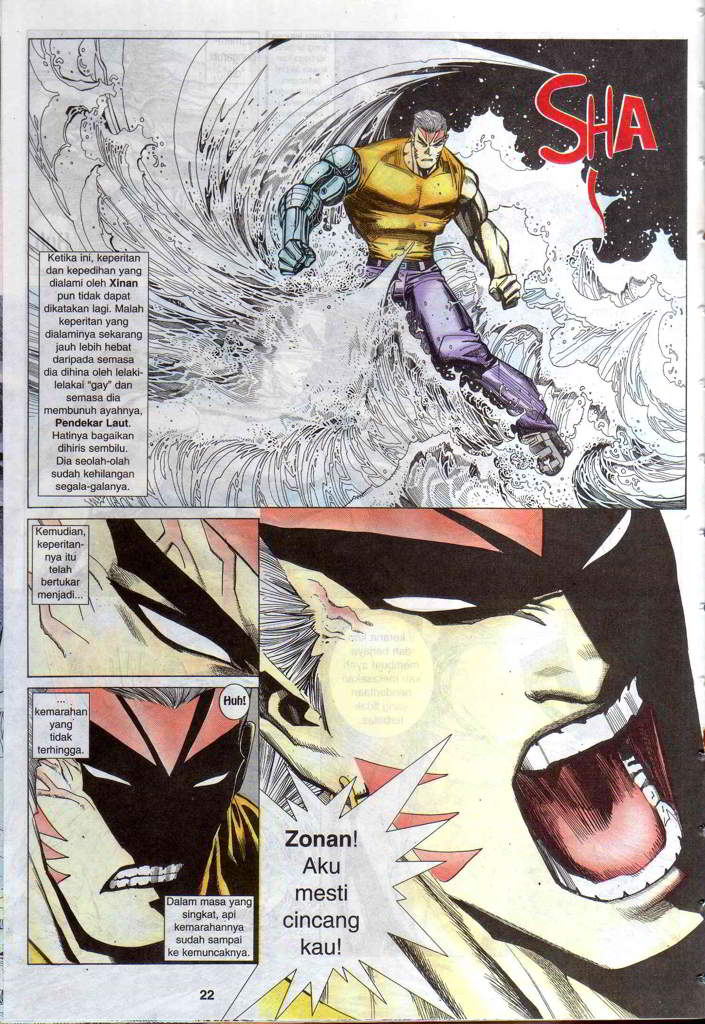 SHA
Ketika ini, keperitan
dan kepedihan yang
dialami oleh Xinan
pun tidak dapat
dikatakan lagi. Malah
keperitan yang
dialaminya sekarang
jauh lebih hebat
daripada semasa
dia dihina oleh lelaki-
lelakai "gay" dan
semasa dia
membunuh ayahnya,
Pendekar Laut.
Hatinya bagaikan
dihiris sembilu.
Dia seolah-olah
sudah kehilangan
segala-galanya.
Kemudian,
keperitan-
nya itu
telah
bertukar
menjadi...
...
kemarahan
yang
tidak
terhingga.
Huh!
Dalam masa yang
singkat, api
kemarahannya
sudah sampai
ke kemuncaknya.
Zonan!
Aku
mesti
cincang
kau!
22